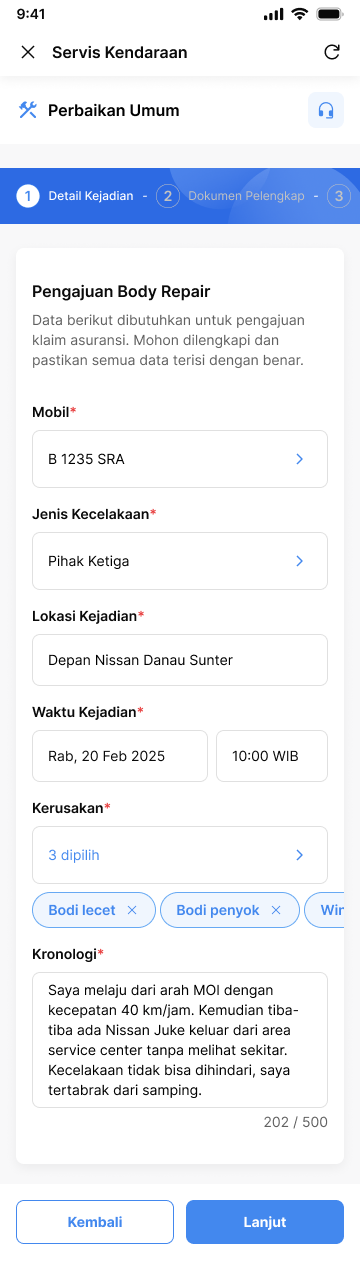 9:41
Servis Kendaraan
Perbaikan Umum
1 Detail Kejadian - 2 Dokumen Pelengkap - 3
Pengajuan Body Repair
Data berikut dibutuhkan untuk pengajuan
klaim asuransi. Mohon dilengkapi dan
pastikan semua data terisi dengan benar.
Mobil*
B 1235 SRA
Jenis Kecelakaan*
Pihak Ketiga
Lokasi Kejadian*
Depan Nissan Danau Sunter
Waktu Kejadian*
Rab, 20 Feb 2025 10:00 WIB
Kerusakan*
3 dipilih
Bodi lecet Bodi penyok
Kronologi*
Saya melaju dari arah MOI dengan
kecepatan 40 km/jam. Kemudian tiba-
tiba ada Nissan Juke keluar dari area
service center tanpa melihat sekitar.
Kecelakaan tidak bisa dihindari, saya
tertabrak dari samping.
202 / 500
Kembali Lanjut